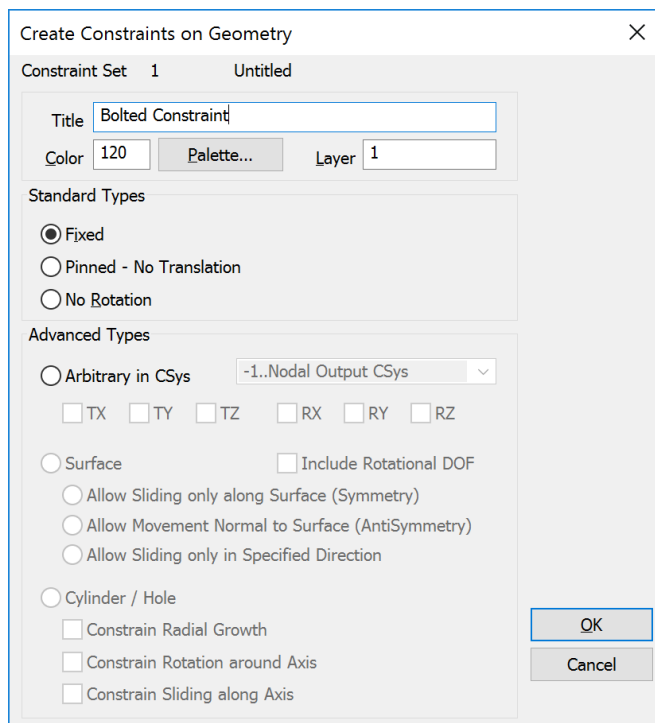 Create Constraints on Geometry
Constraint Set 1 Untitled
Title Bolted Constraint
Color 120 Palette... Layer 1
Standard Types
Fixed
Pinned - No Translation
No Rotation
Advanced Types
Arbitrary in CSys -1..Nodal Output CSys
TX TY TZ RX RY RZ
Surface Include Rotational DOF
Allow Sliding only along Surface (Symmetry)
Allow Movement Normal to Surface (AntiSymmetry)
Allow Sliding only in Specified Direction
Cylinder / Hole
Constrain Radial Growth
Constrain Rotation around Axis
Constrain Sliding along Axis
OK
Cancel